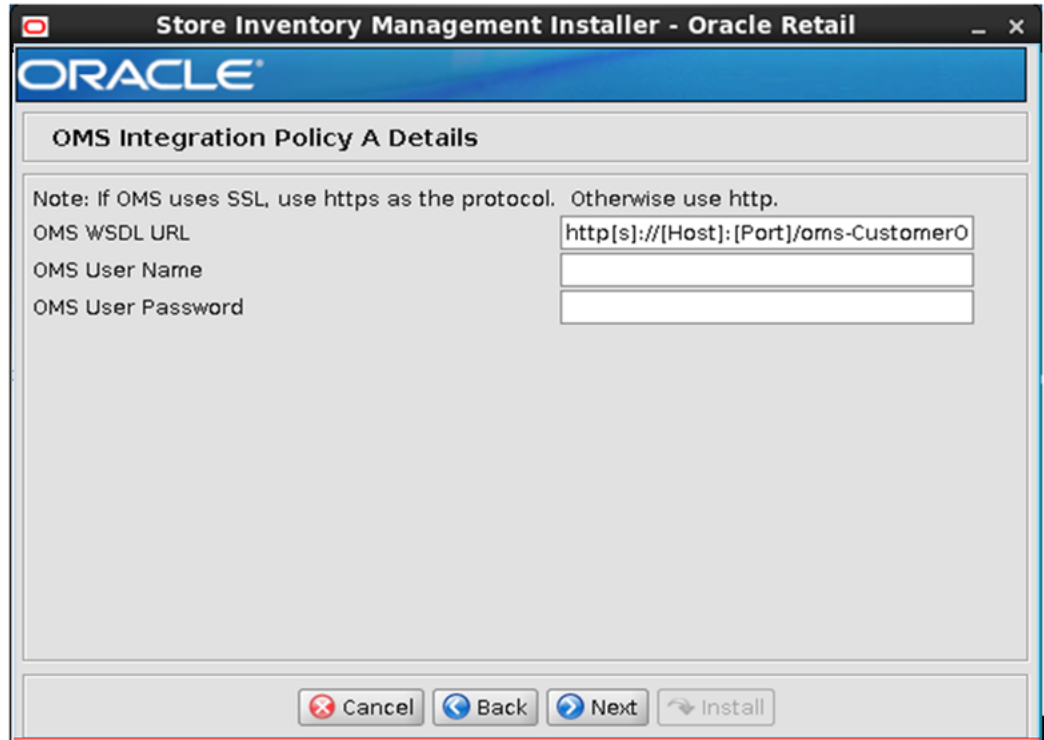 Store Inventory Management Installer - Oracle Retail
ORACLE
OMS Integration Policy A Details
Note: If OMS uses SSL, use https as the protocol. Otherwise use http.
OMS WSDL URL http[s]://[Host]:[Port]/oms-CustomerO
OMS User Name
OMS User Password
Cancel Back Next Install